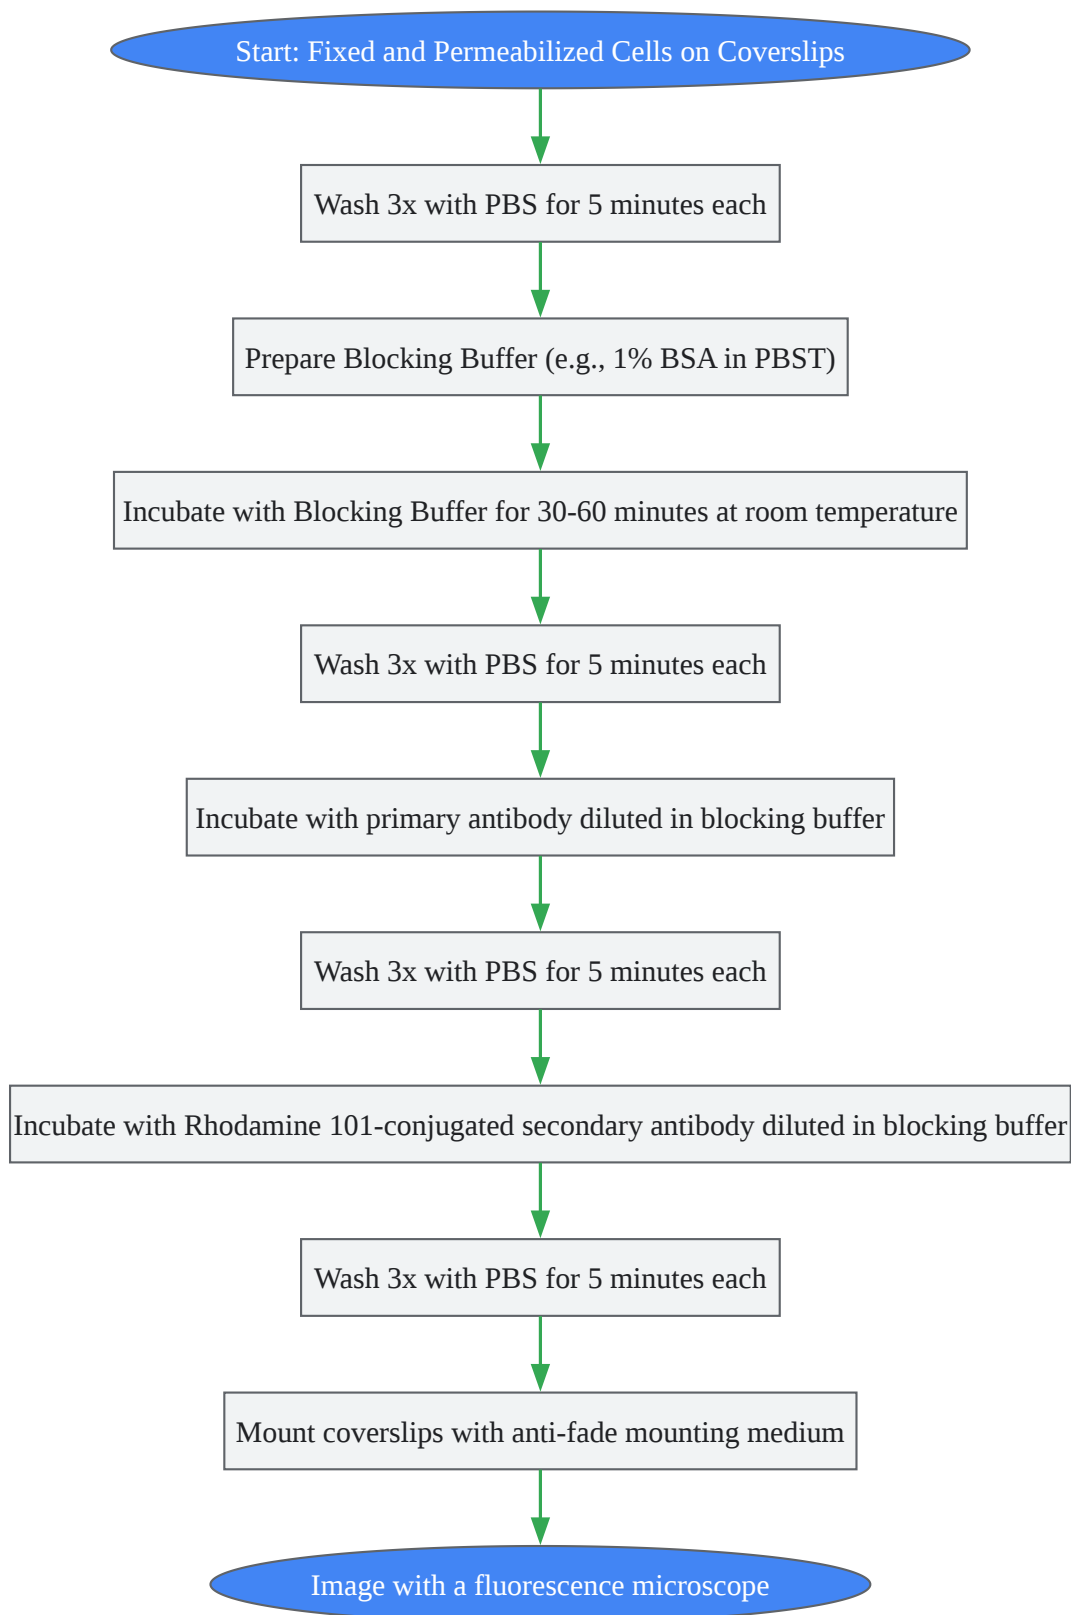 Start: Fixed and Permeabilized Cells on Coverslips
Wash 3x with PBS for 5 minutes each
Prepare Blocking Buffer (e.g., 1% BSA in PBST)
Incubate with Blocking Buffer for 30-60 minutes at room temperature
Wash 3x with PBS for 5 minutes each
Incubate with primary antibody diluted in blocking buffer
Wash 3x with PBS for 5 minutes each
Incubate with Rhodamine 101-conjugated secondary antibody diluted in blocking buffer
Wash 3x with PBS for 5 minutes each
Mount coverslips with anti-fade mounting medium
Image with a fluorescence microscope